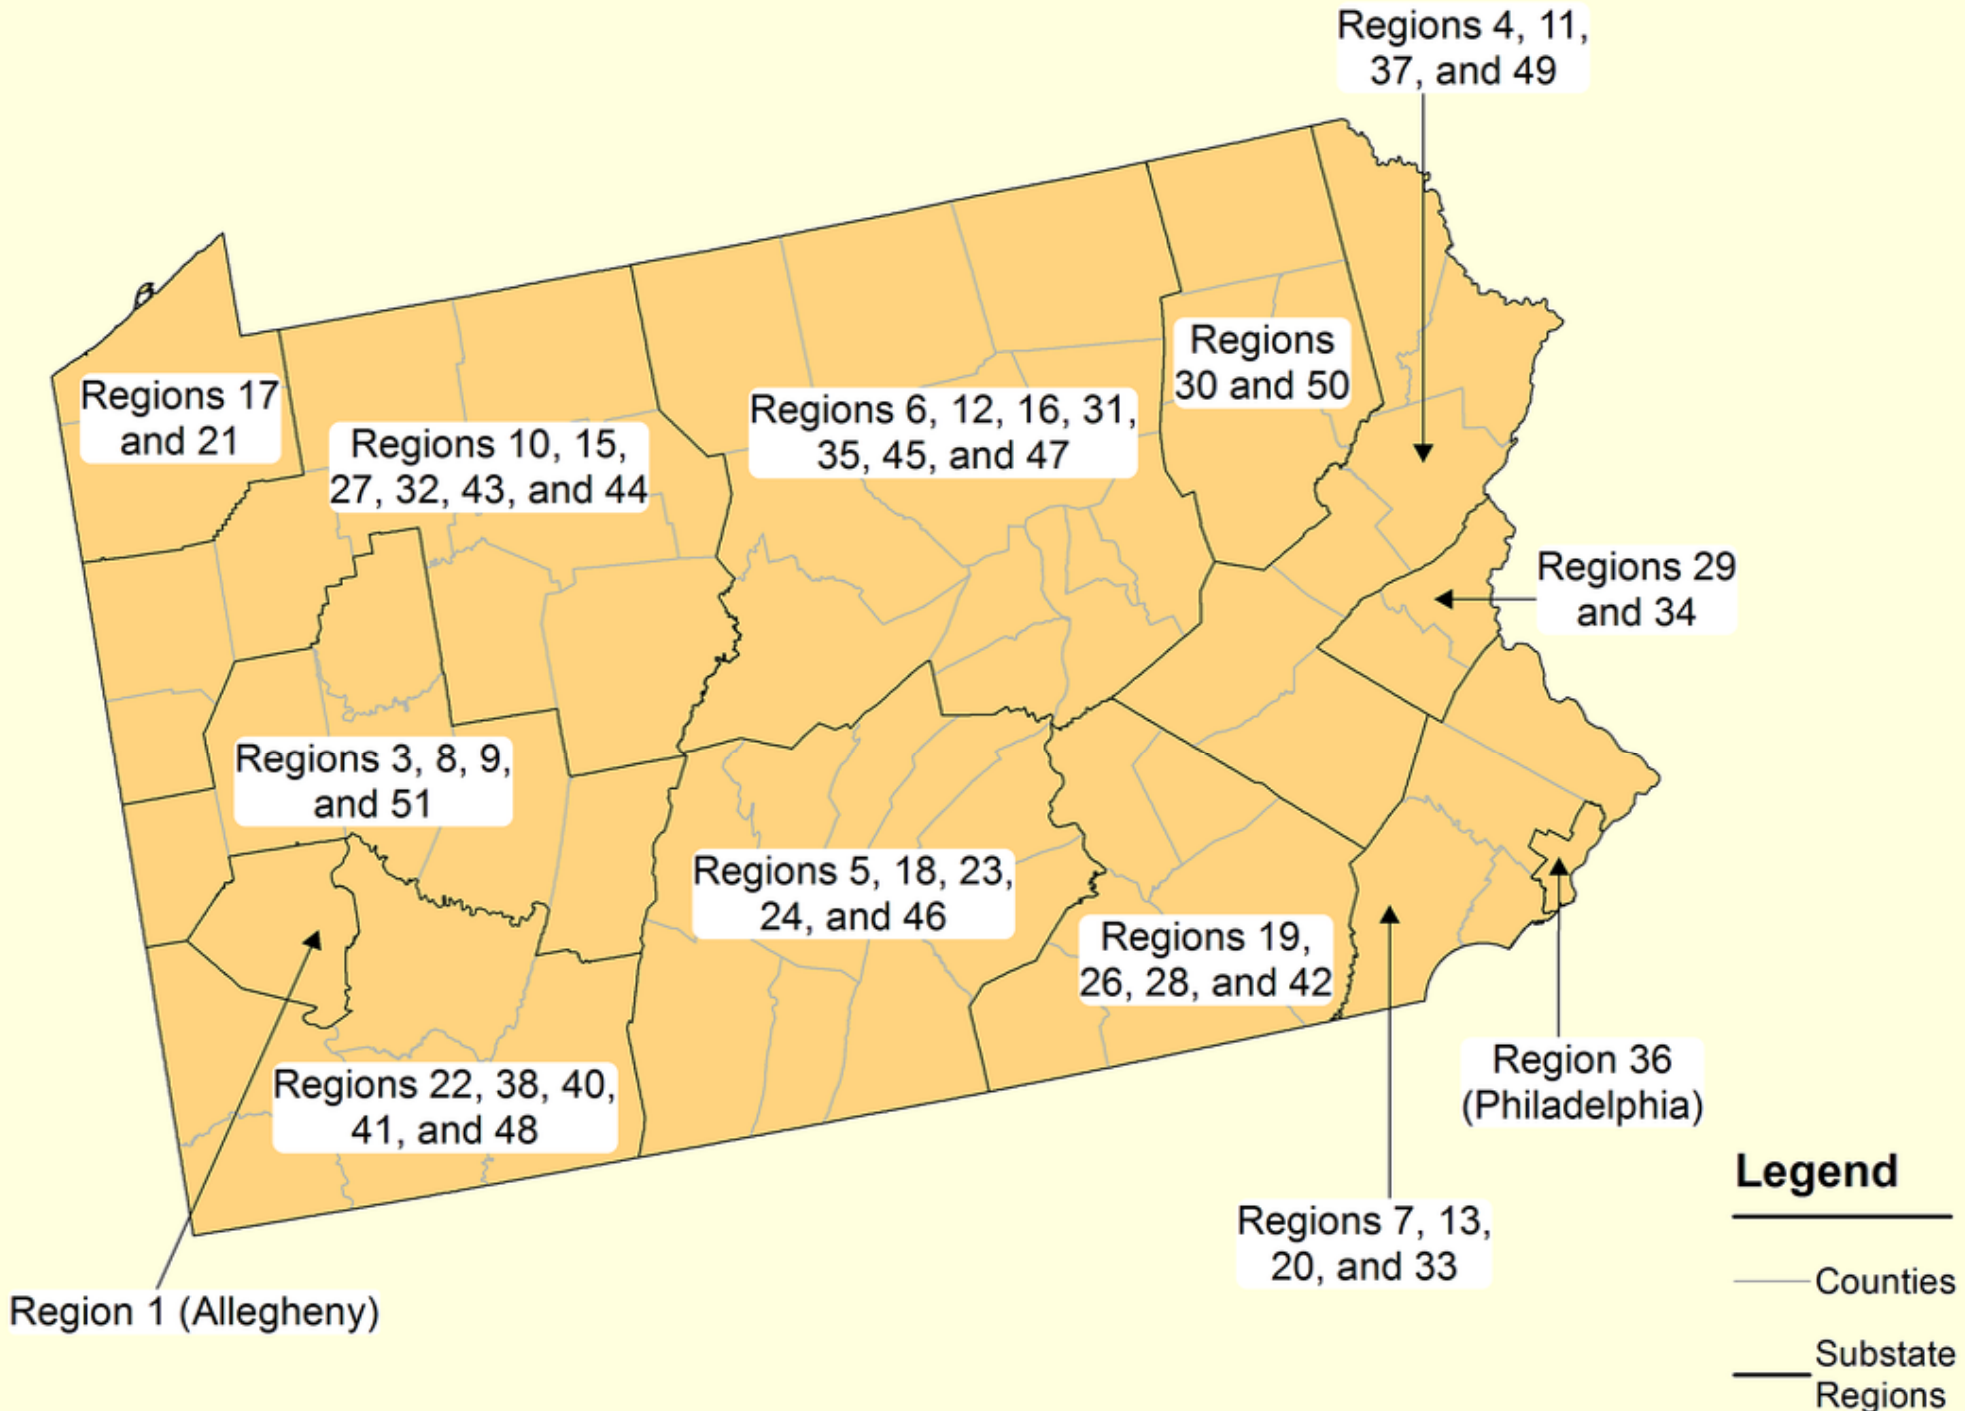 Regions 4, 11,
37, and 49
Regions
30 and 50
Regions 17
and 21
Regions 6, 12, 16, 31,
35, 45, and 47
Regions 10, 15,
27, 32, 43, and 44
Regions 29
and 34
Regions 3, 8, 9,
and 51
Regions 5, 18, 23,
24, and 46
Regions 19,
26, 28, and 42
Regions 22, 38, 40,
41, and 48
Region 36
(Philadelphia)
Regions 7, 13,
20, and 33
Region 1 (Allegheny)
Legend
Counties
Substate
Regions